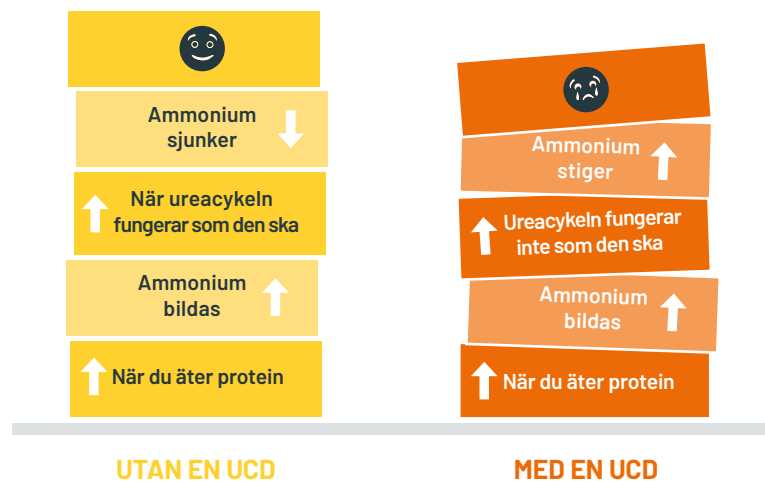 Ammonium
sjunker
När ureacykeln
fungerar som den ska
Ammonium
bildas
När du äter protein
UTAN EN UCD
Ammonium
stiger
Ureacykeln fungerar
inte som den ska
Ammonium
bildas
När du äter protein
MED EN UCD